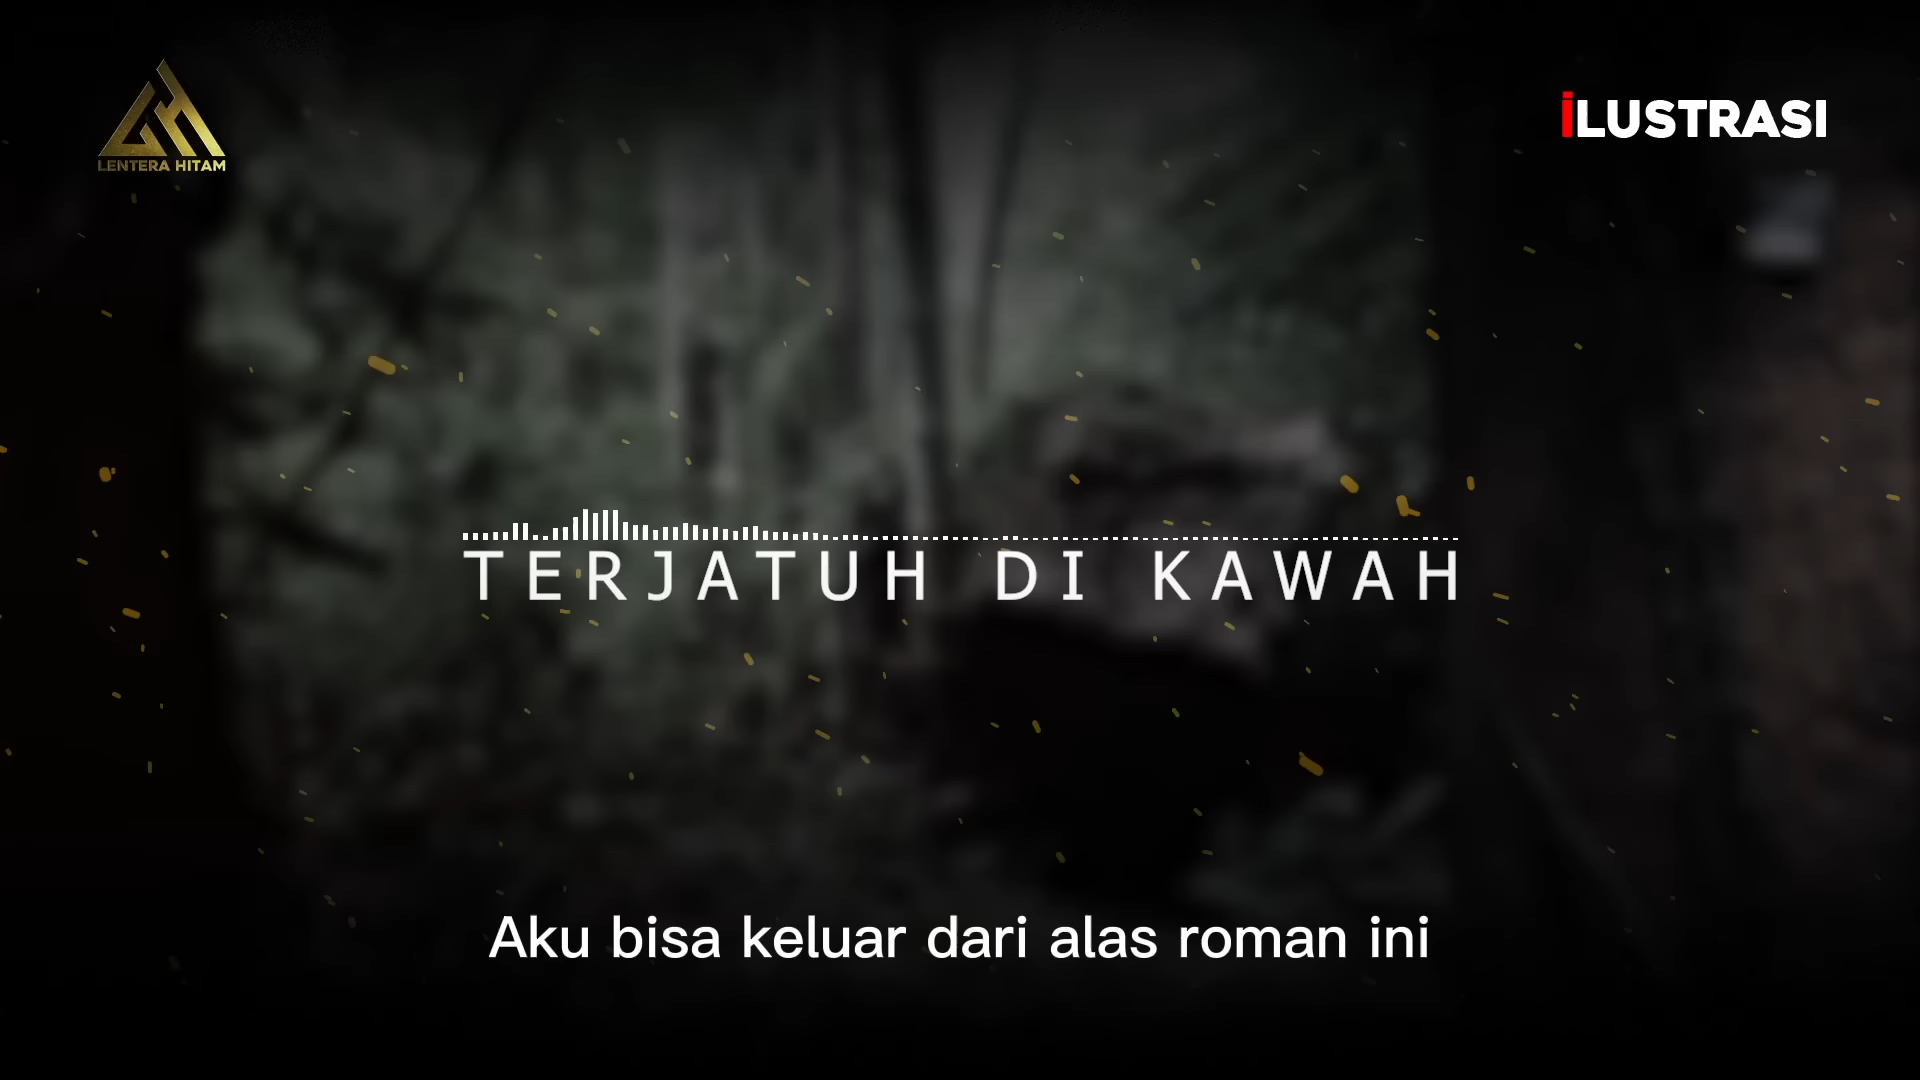 LENTERA HITAM
iLUSTRASI
TERJATUH DI KAWAH
Aku bisa keluar dari alas roman ini